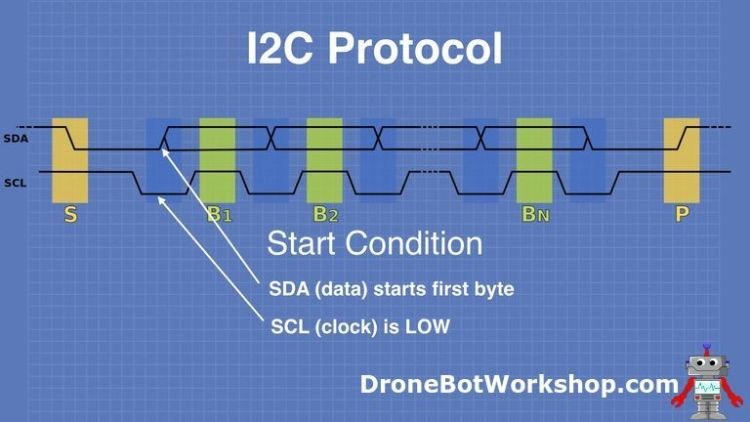 I2C Protocol
SDA
SCL
S B1 B2 BN P
Start Condition
SDA (data) starts first byte
SCL (clock) is LOW
DroneBotWorkshop.com